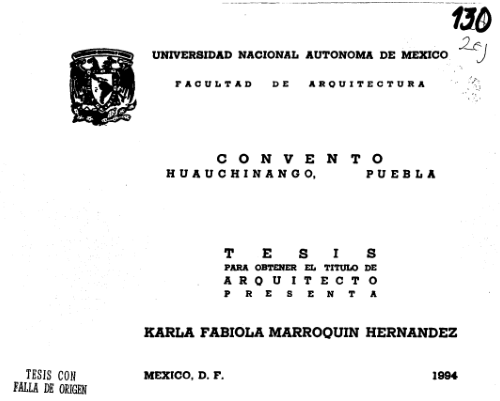 130
2ej
UNIVERSIDAD NACIONAL AUTONOMA DE MEXICO
FACULTAD DE ARQUITECTURA
CONVENTO
HUAUCHINANGO, PUEBLA
TESIS
PARA OBTENER EL TITULO DE
ARQUITECTO
PRESENTA
KARLA FABIOLA MARROQUIN HERNANDEZ
MEXICO, D. F. 1994
TESIS CON
FALLA DE ORIGEN